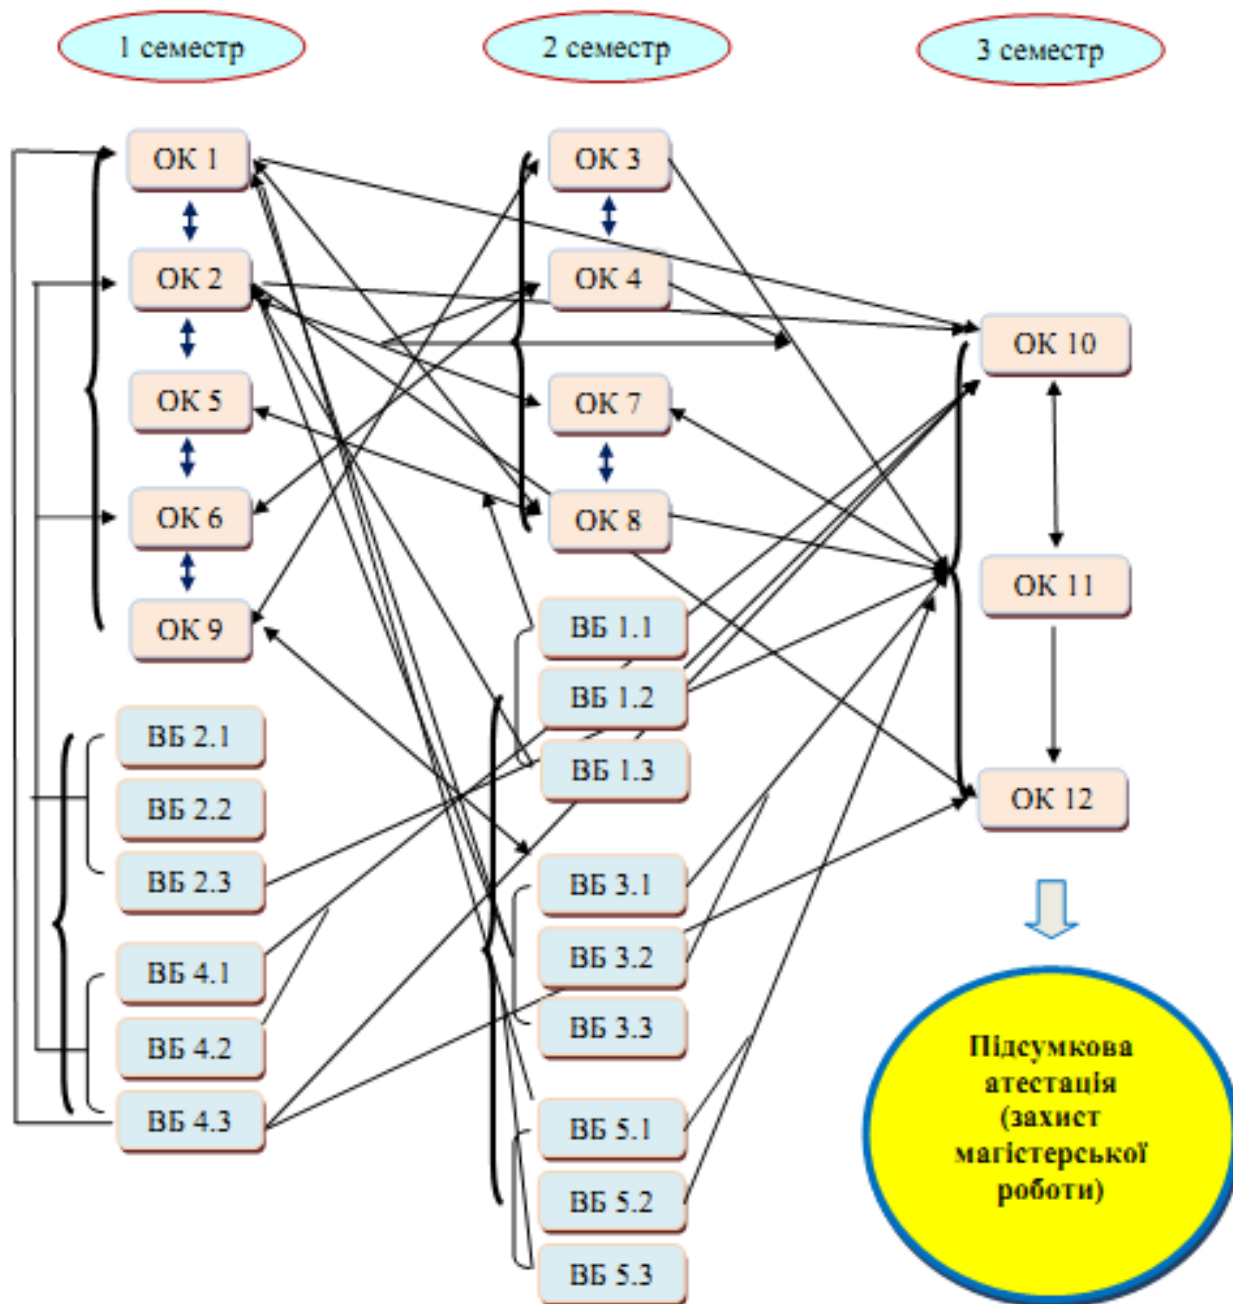 1 семестр
2 семестр
3 семестр
ОК 1
ОК 2
ОК 5
ОК 6
ОК 9
ВБ 2.1
ВБ 2.2
ВБ 2.3
ВБ 4.1
ВБ 4.2
ВБ 4.3
ОК 3
ОК 4
ОК 7
ОК 8
ВБ 1.1
ВБ 1.2
ВБ 1.3
ВБ 3.1
ВБ 3.2
ВБ 3.3
ВБ 5.1
ВБ 5.2
ВБ 5.3
ОК 10
ОК 11
ОК 12
Підсумкова
атестація
(захист
магістерської
роботи)